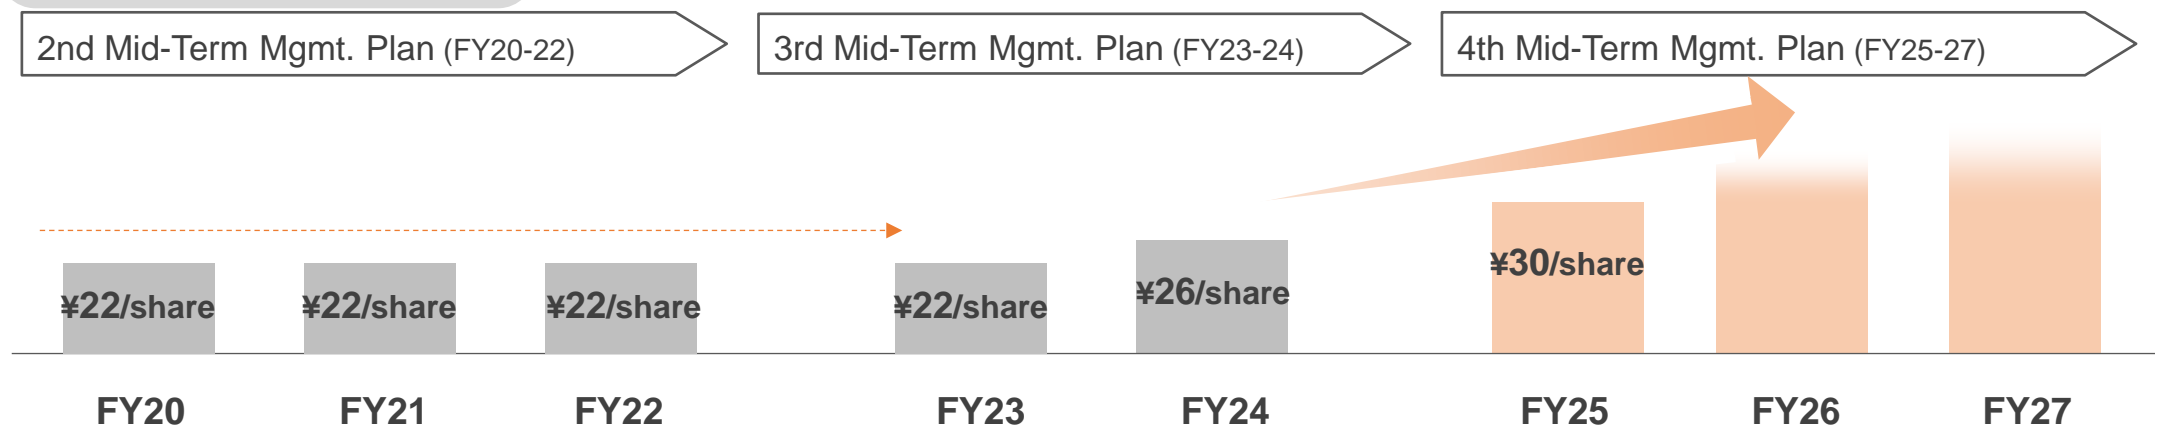 2nd Mid-Term Mgmt. Plan (FY20-22)
3rd Mid-Term Mgmt. Plan (FY23-24)
4th Mid-Term Mgmt. Plan (FY25-27)
¥22/share
¥22/share
¥22/share
¥22/share
¥26/share
¥30/share
FY20
FY21
FY22
FY23
FY24
FY25
FY26
FY27